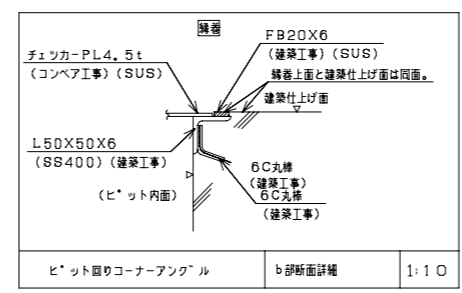 縁巻
FB20X6
(建築工事)(SUS)
チェッカーPL4.5t
(コンベア工事)(SUS)
縁巻上面と建築仕上げ面は同面。
建築仕上げ面
L50X50X6
(SS400)(建築工事)
6C丸棒
(建築工事)
6C丸棒
(建築工事)
(ピット内面)
ピット回りコーナーアングル
b部断面詳細
1:10